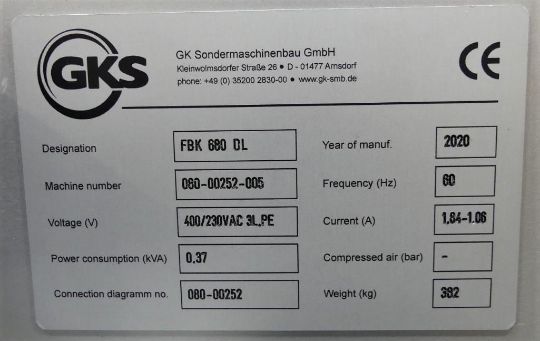 GKS
GK Sondermaschinenbau GmbH
Kleinwolmsdorfer Straße 26 • D - 01477 Arnsdorf
phone: +49 (0) 35200 2830-00 • www.gk-smb.de
CE
Designation FBK 680 DL Year of manuf. 2020
Machine number 080-00252-005 Frequency (Hz) 60
Voltage (V) 400/230VAC 3L,PE Current (A) 1,84-1.06
Power consumption (kVA) 0.37 Compressed air (bar) -
Connection diagramm no. 080-00252 Weight (kg) 382